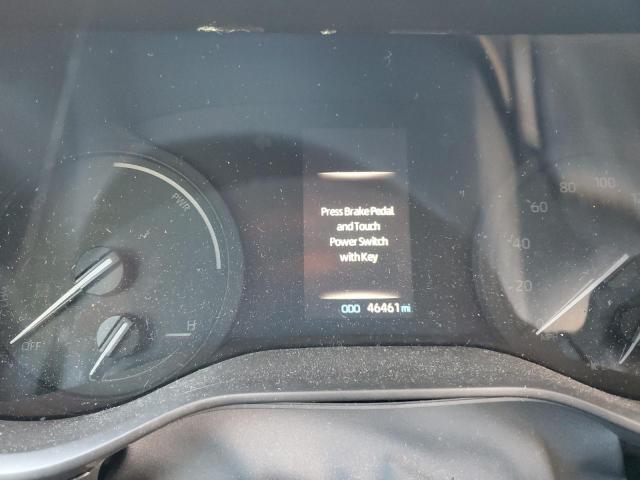 Press Brake Pedal
and Touch
Power Switch
with Key
ODO 46461 mi
PWR
OFF
H
80
100
60
40
20
0